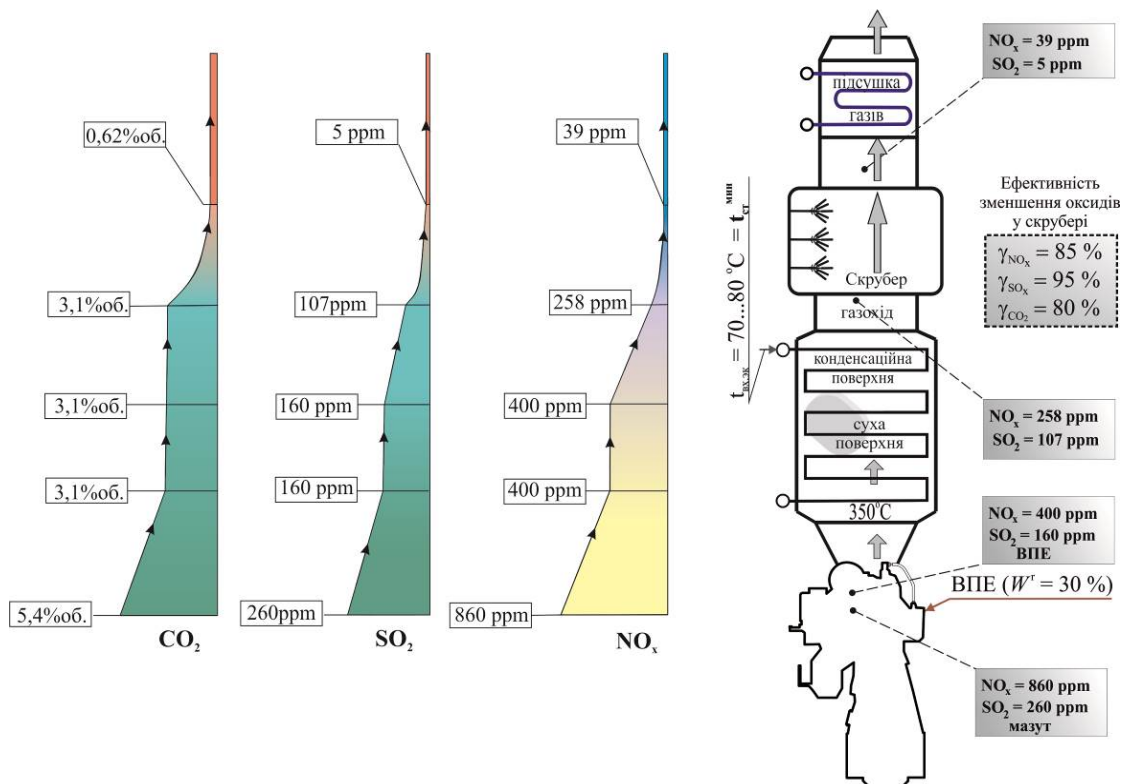 0,62%об.
3,1%об.
3,1%об.
3,1%об.
5,4%об.
CO₂
5 ppm
107ppm
160 ppm
160 ppm
260ppm
SO₂
39 ppm
258 ppm
400 ppm
400 ppm
860 ppm
NOₓ
t вх.эк = 70...80 °C = t ст мин
підсушка
газів
Скрубер
газохід
конденсаційна
поверхня
суха
поверхня
350°C
NOₓ = 39 ppm
SO₂ = 5 ppm
Ефективність
зменшення оксидів
у скрубері
γNOₓ = 85 %
γSOₓ = 95 %
γCO₂ = 80 %
NOₓ = 258 ppm
SO₂ = 107 ppm
NOₓ = 400 ppm
SO₂ = 160 ppm
ВПЕ
ВПЕ (Wʳ = 30 %)
NOₓ = 860 ppm
SO₂ = 260 ppm
мазут